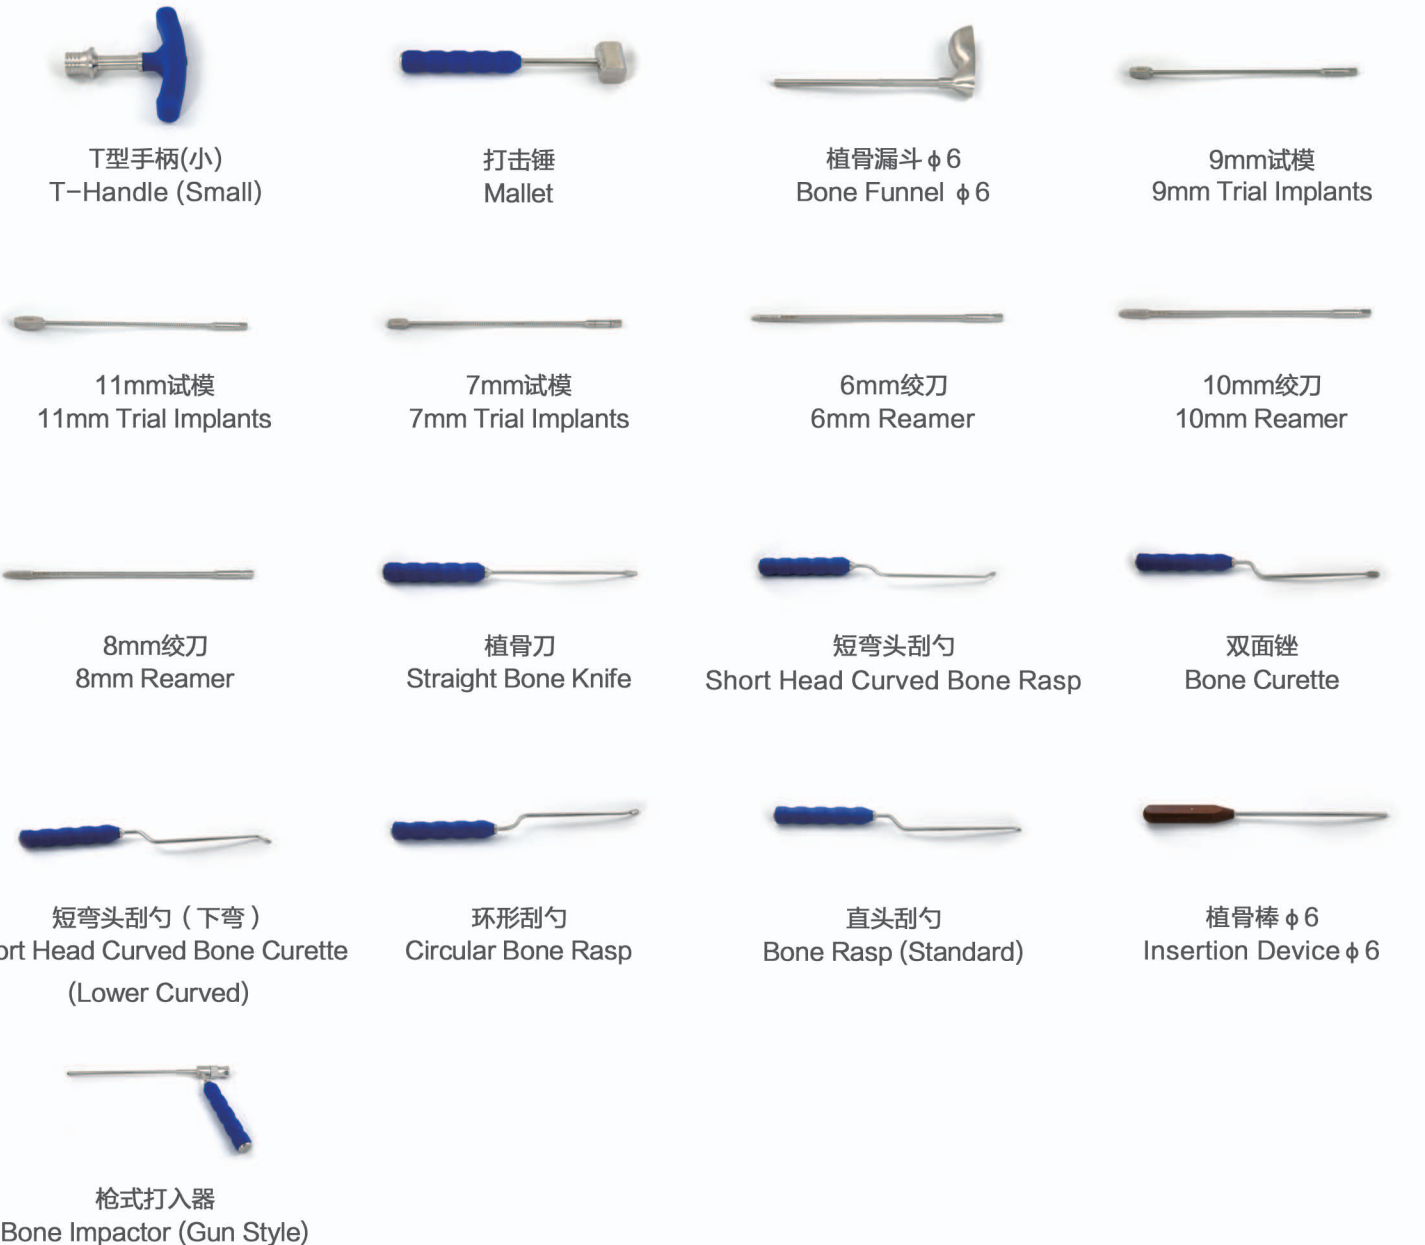 T型手柄(小)
T-Handle (Small)
打击锤
Mallet
植骨漏斗ϕ6
Bone Funnel ϕ6
9mm试模
9mm Trial Implants
11mm试模
11mm Trial Implants
7mm试模
7mm Trial Implants
6mm绞刀
6mm Reamer
10mm绞刀
10mm Reamer
8mm绞刀
8mm Reamer
植骨刀
Straight Bone Knife
短弯头刮勺
Short Head Curved Bone Rasp
双面锉
Bone Curette
短弯头刮勺（下弯）
ort Head Curved Bone Curette
(Lower Curved)
环形刮勺
Circular Bone Rasp
直头刮勺
Bone Rasp (Standard)
植骨棒ϕ6
Insertion Deviceϕ6
枪式打入器
Bone Impactor (Gun Style)